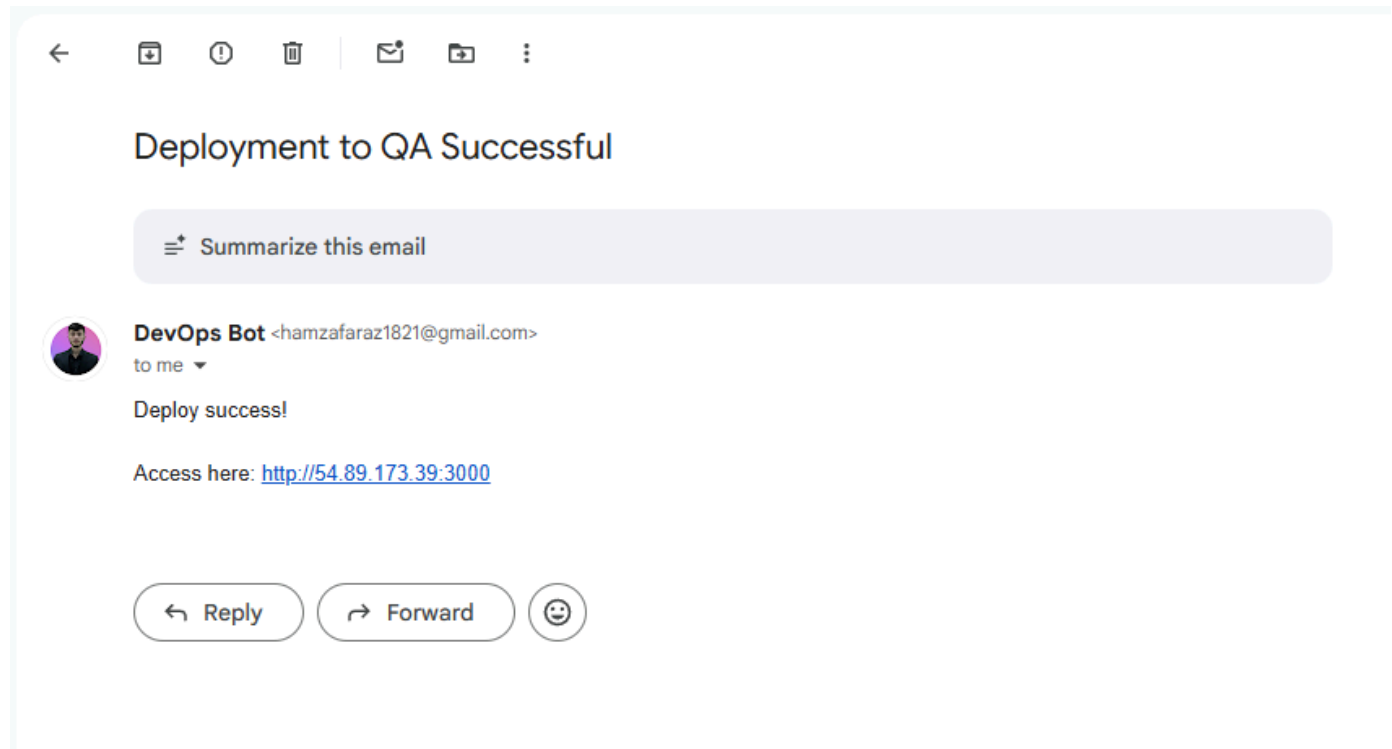 Deployment to QA Successful
Summarize this email
DevOps Bot <hamzafaraz1821@gmail.com>
to me
Deploy success!
Access here: http://54.89.173.39:3000
Reply
Forward